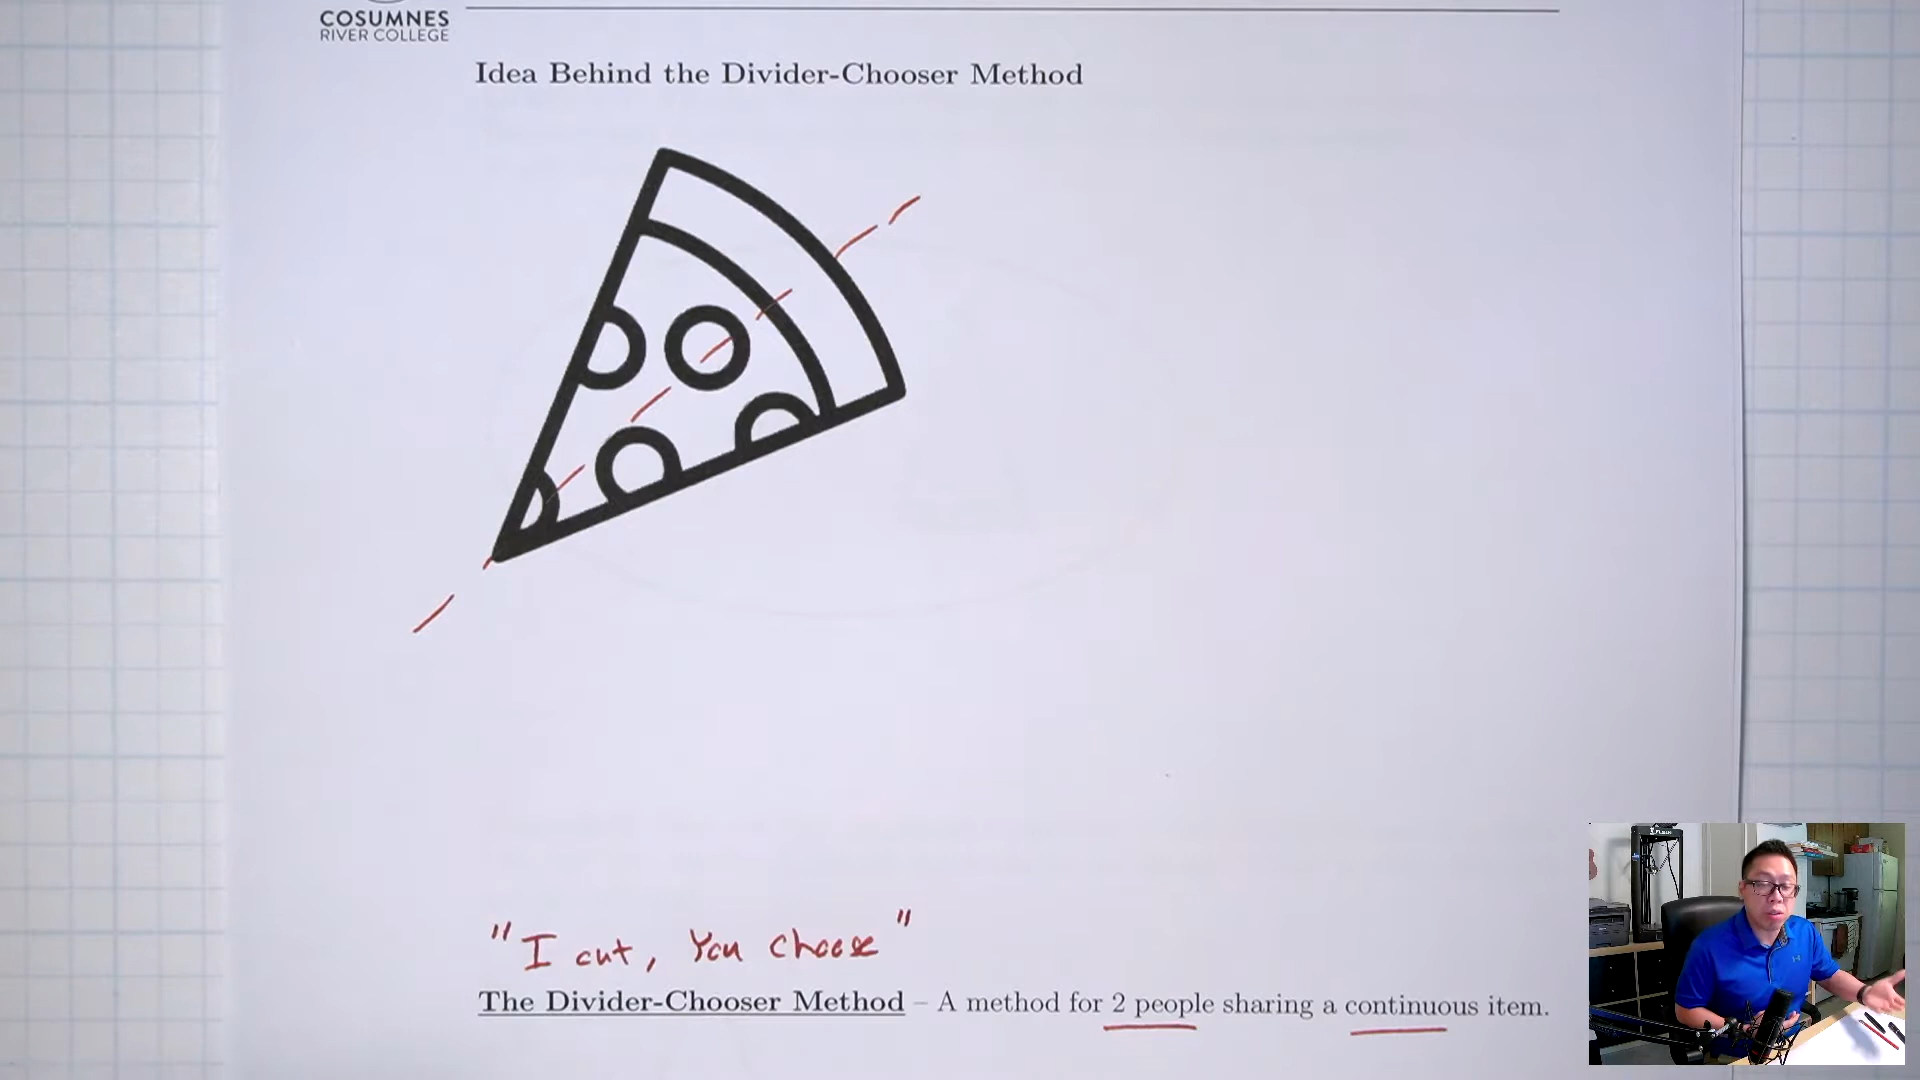 COSUMNES
RIVER COLLEGE
Idea Behind the Divider-Chooser Method
"I cut, You choose"
The Divider-Chooser Method – A method for 2 people sharing a continuous item.